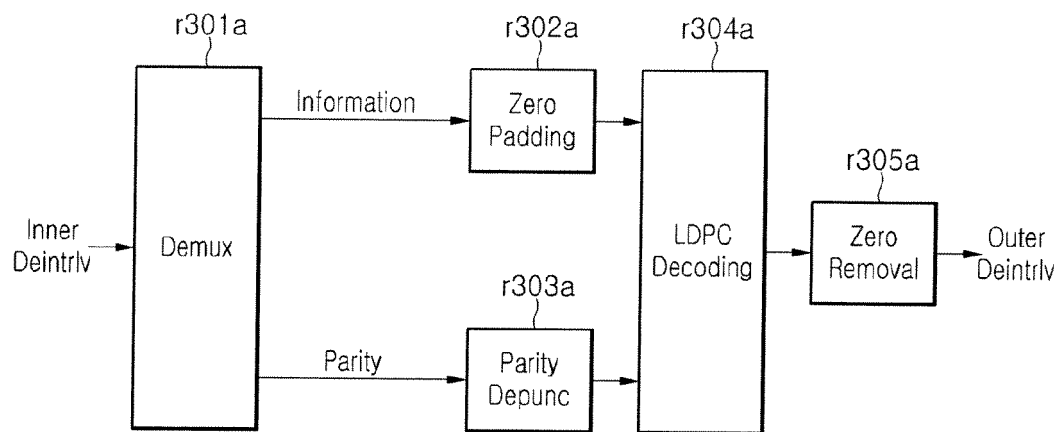 r301a
r302a
r304a
Information
Zero
Padding
r305a
Inner
Deintrlv
Demux
LDPC
Decoding
Zero
Removal
Outer
Deintrlv
r303a
Parity
Parity
Depunc